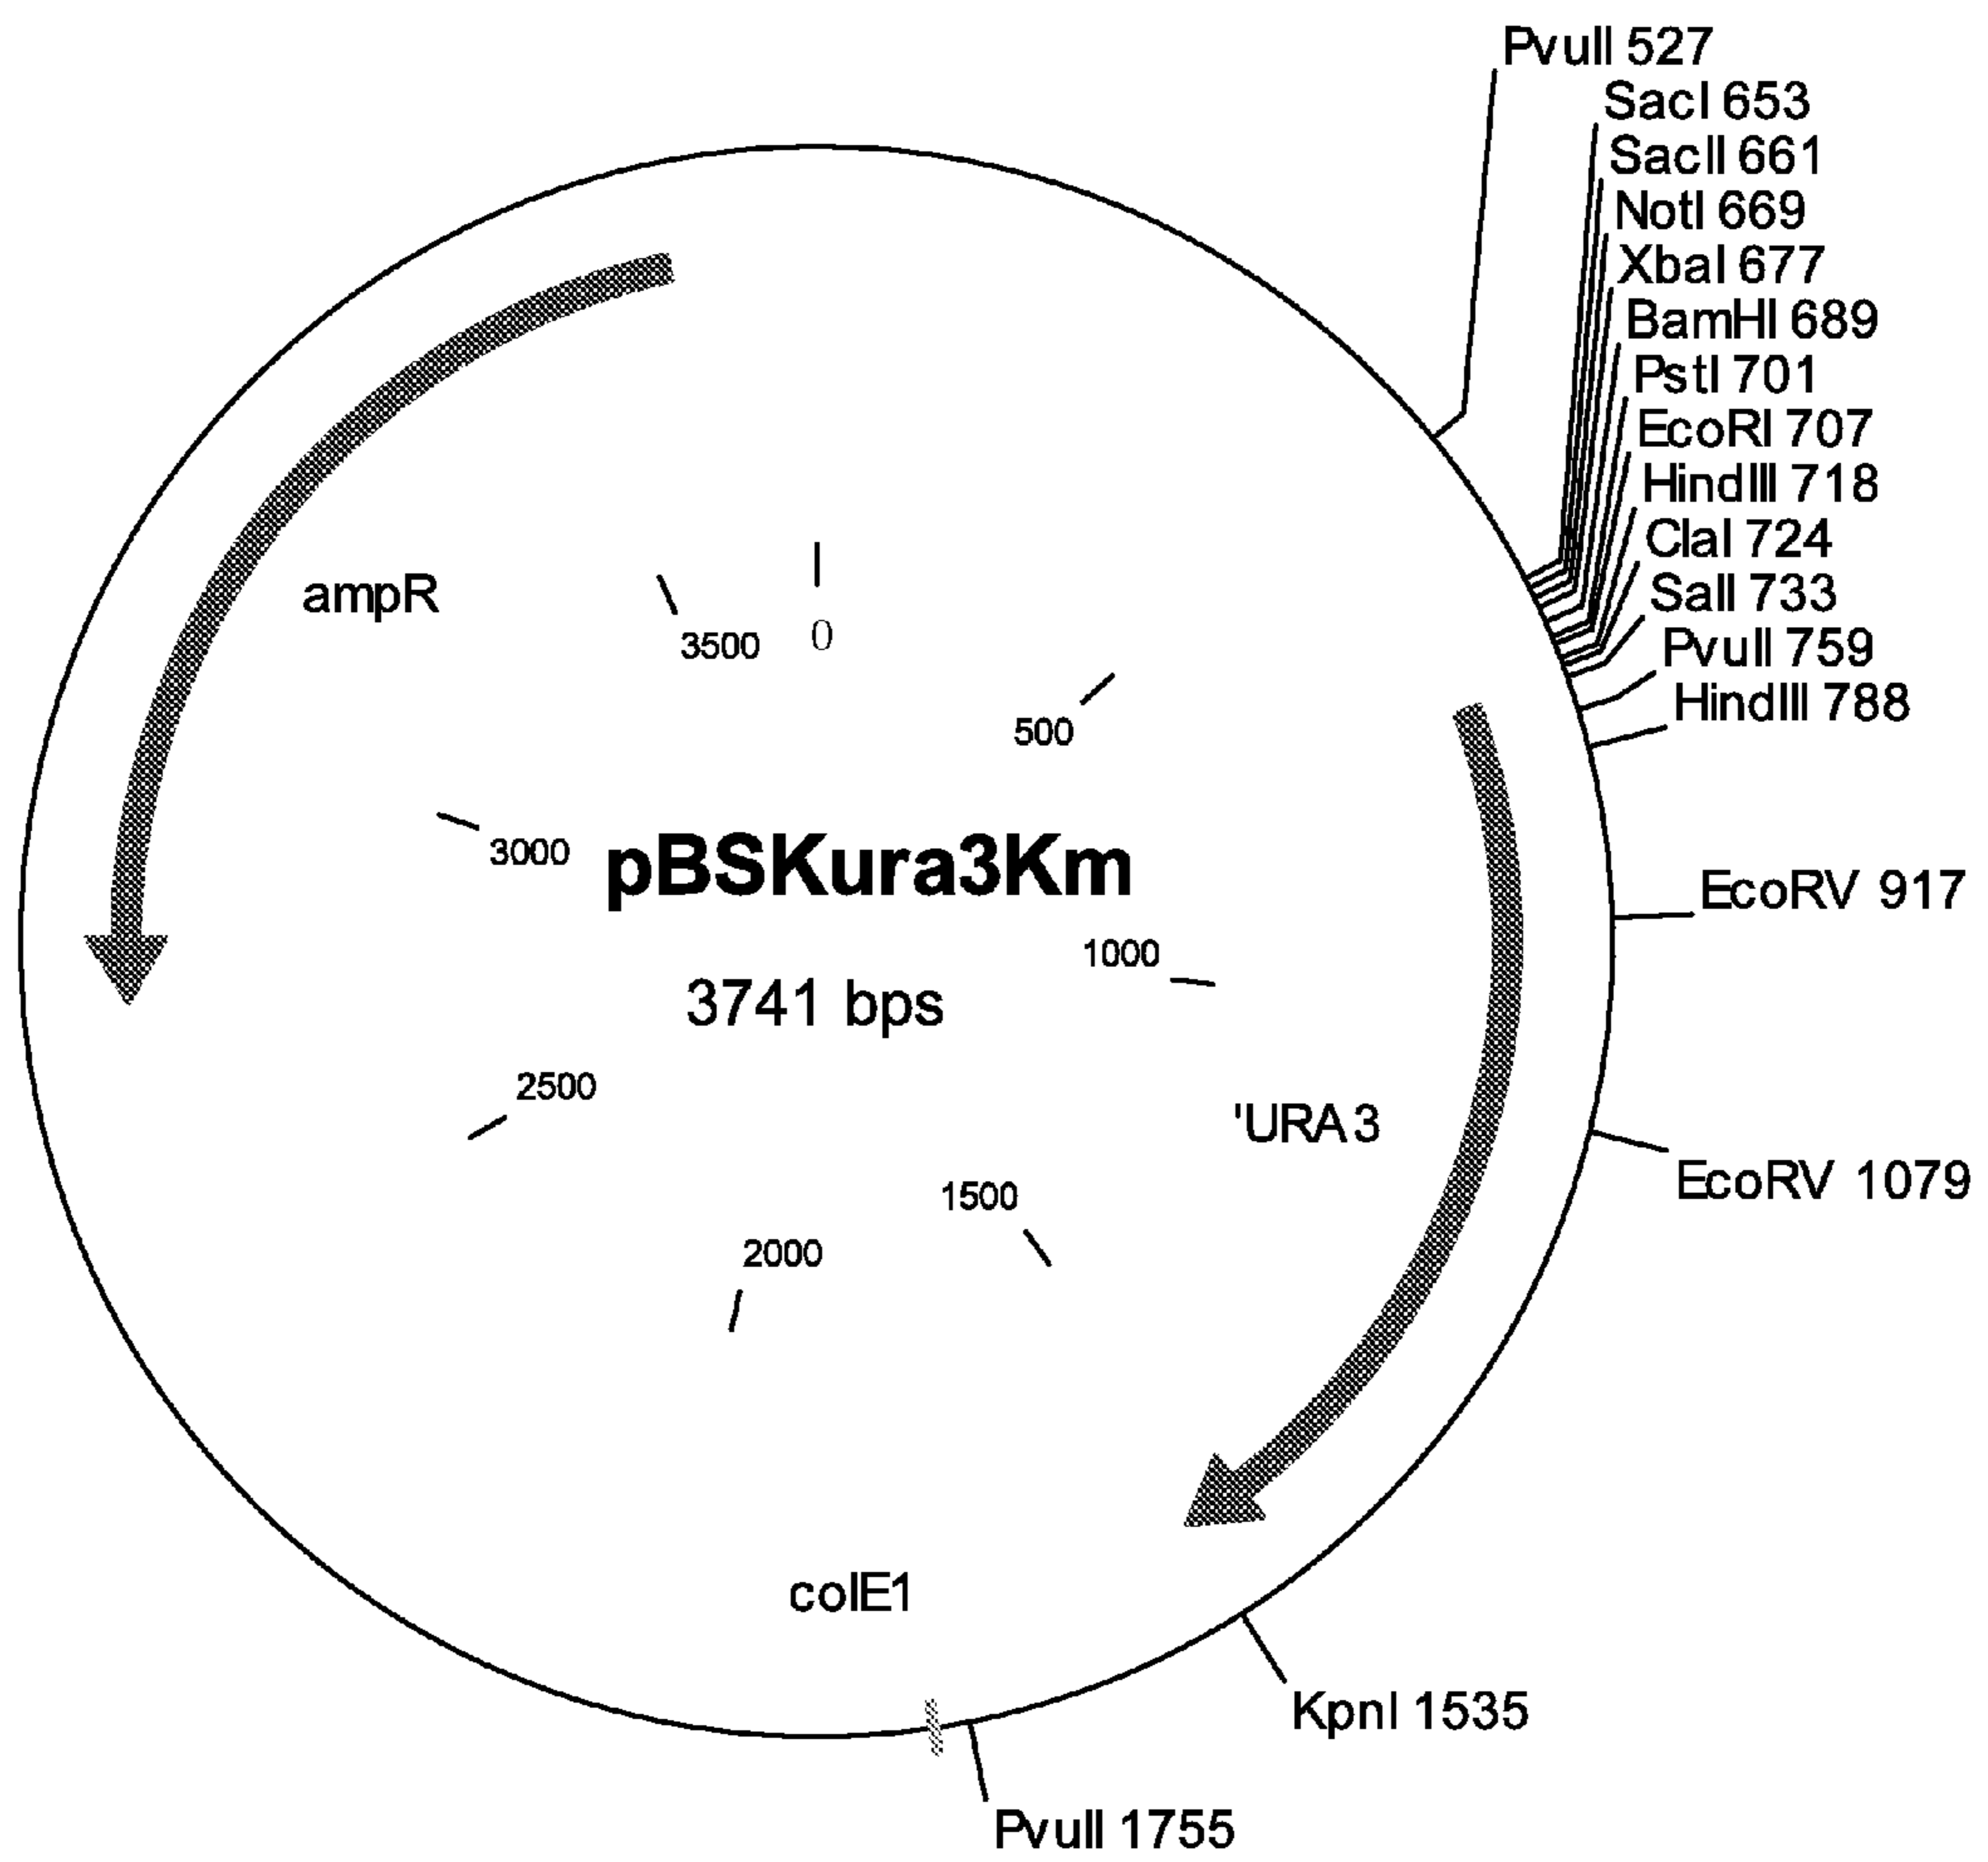 PvuII 527
SacI 653
SacII 661
NotI 669
XbaI 677
BamHI 689
PstI 701
EcoRI 707
HindIII 718
ClaI 724
SalI 733
PvuII 759
HindIII 788
EcoRV 917
EcoRV 1079
KpnI 1535
PvuII 1755
ampR
3500
0
500
3000
pBSKura3Km
1000
3741 bps
2500
'URA3
1500
2000
colE1